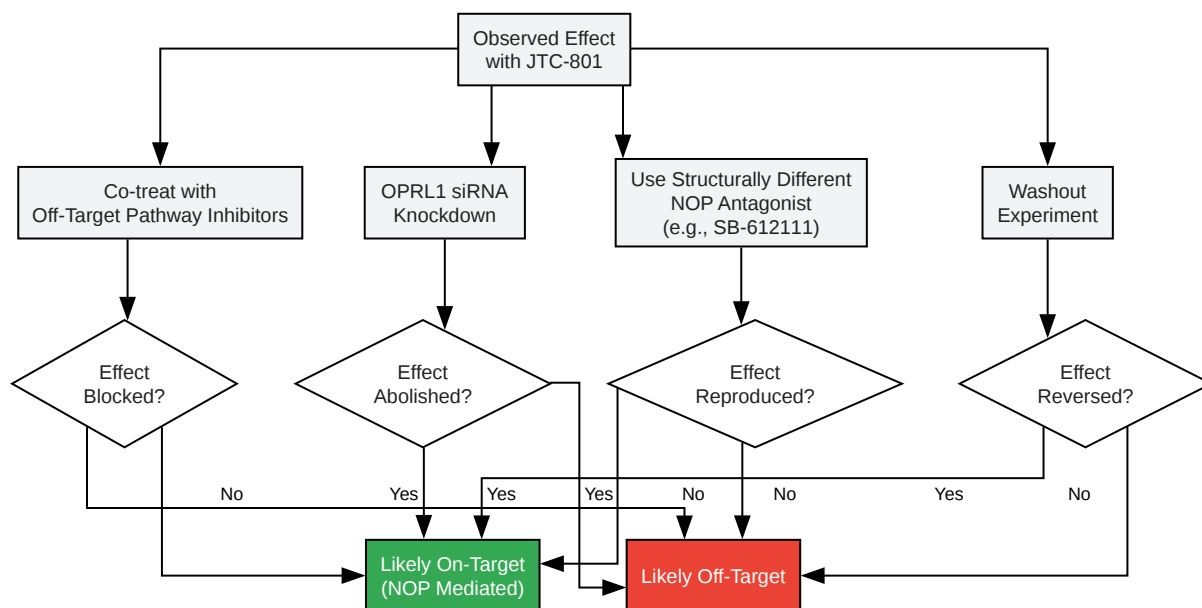 Observed Effect
with JTC-801
Co-treat with
Off-Target Pathway Inhibitors
OPRL1 siRNA
Knockdown
Use Structurally Different
NOP Antagonist
(e.g., SB-612111)
Washout
Experiment
Effect
Blocked?
Effect
Abolished?
Effect
Reproduced?
Effect
Reversed?
No
Yes
Yes
Yes
No
No
Yes
No
Likely On-Target
(NOP Mediated)
Likely Off-Target